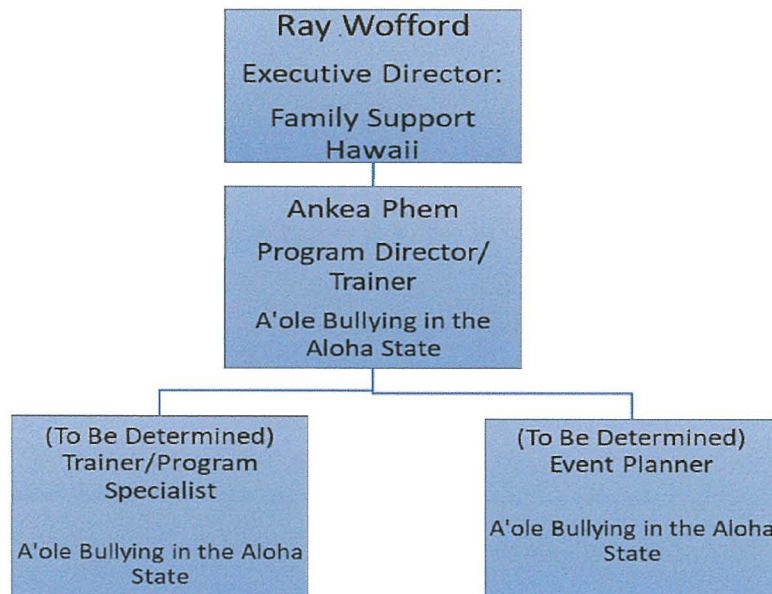 Ray Wofford
Executive Director:
Family Support
Hawaii
Ankea Phem
Program Director/
Trainer
A'ole Bullying in the
Aloha State
(To Be Determined)
Trainer/Program
Specialist
A'ole Bullying in the Aloha
State
(To Be Determined)
Event Planner
A'ole Bullying in the Aloha
State